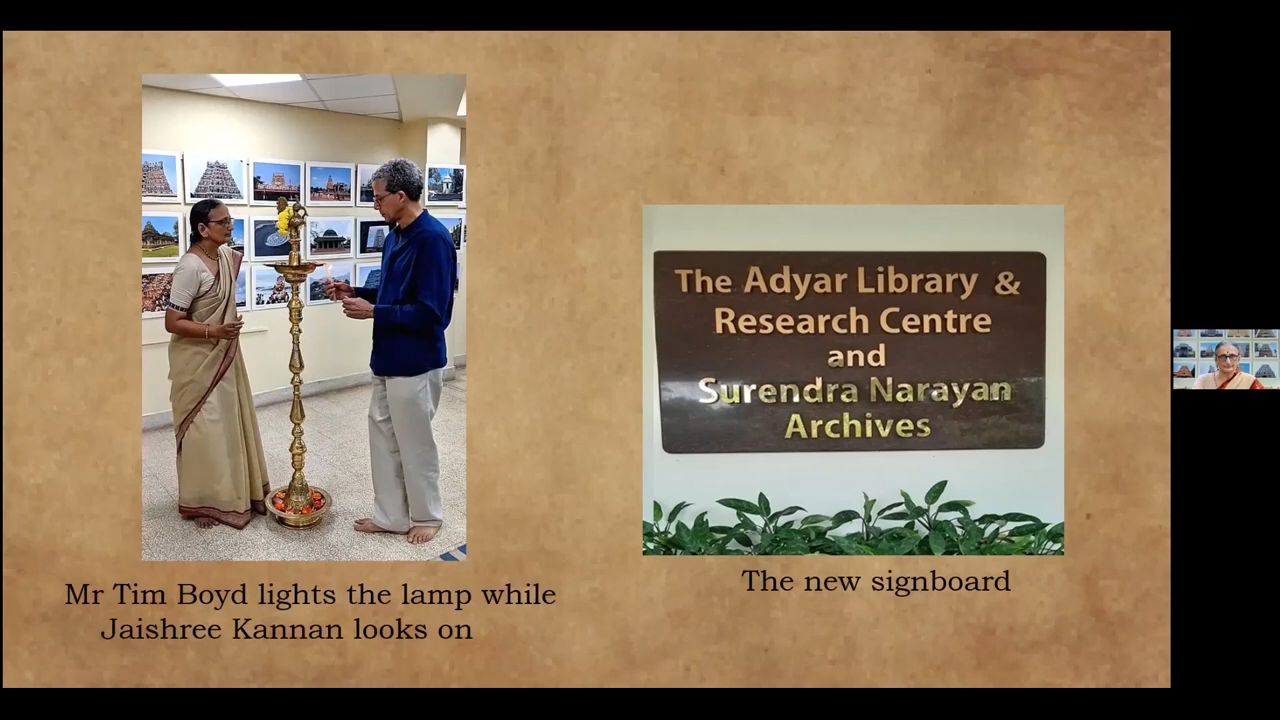 Mr Tim Boyd lights the lamp while
Jaishree Kannan looks on
The Adyar Library &
Research Centre
and
Surendra Narayan
Archives
The new signboard